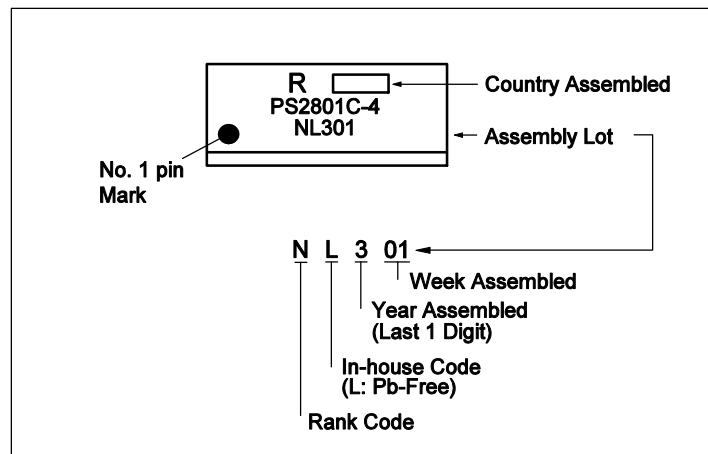 R
Country Assembled
PS2801C-4
NL301
Assembly Lot
No. 1 pin
Mark
N L 3 01
Week Assembled
Year Assembled
(Last 1 Digit)
In-house Code
(L: Pb-Free)
Rank Code